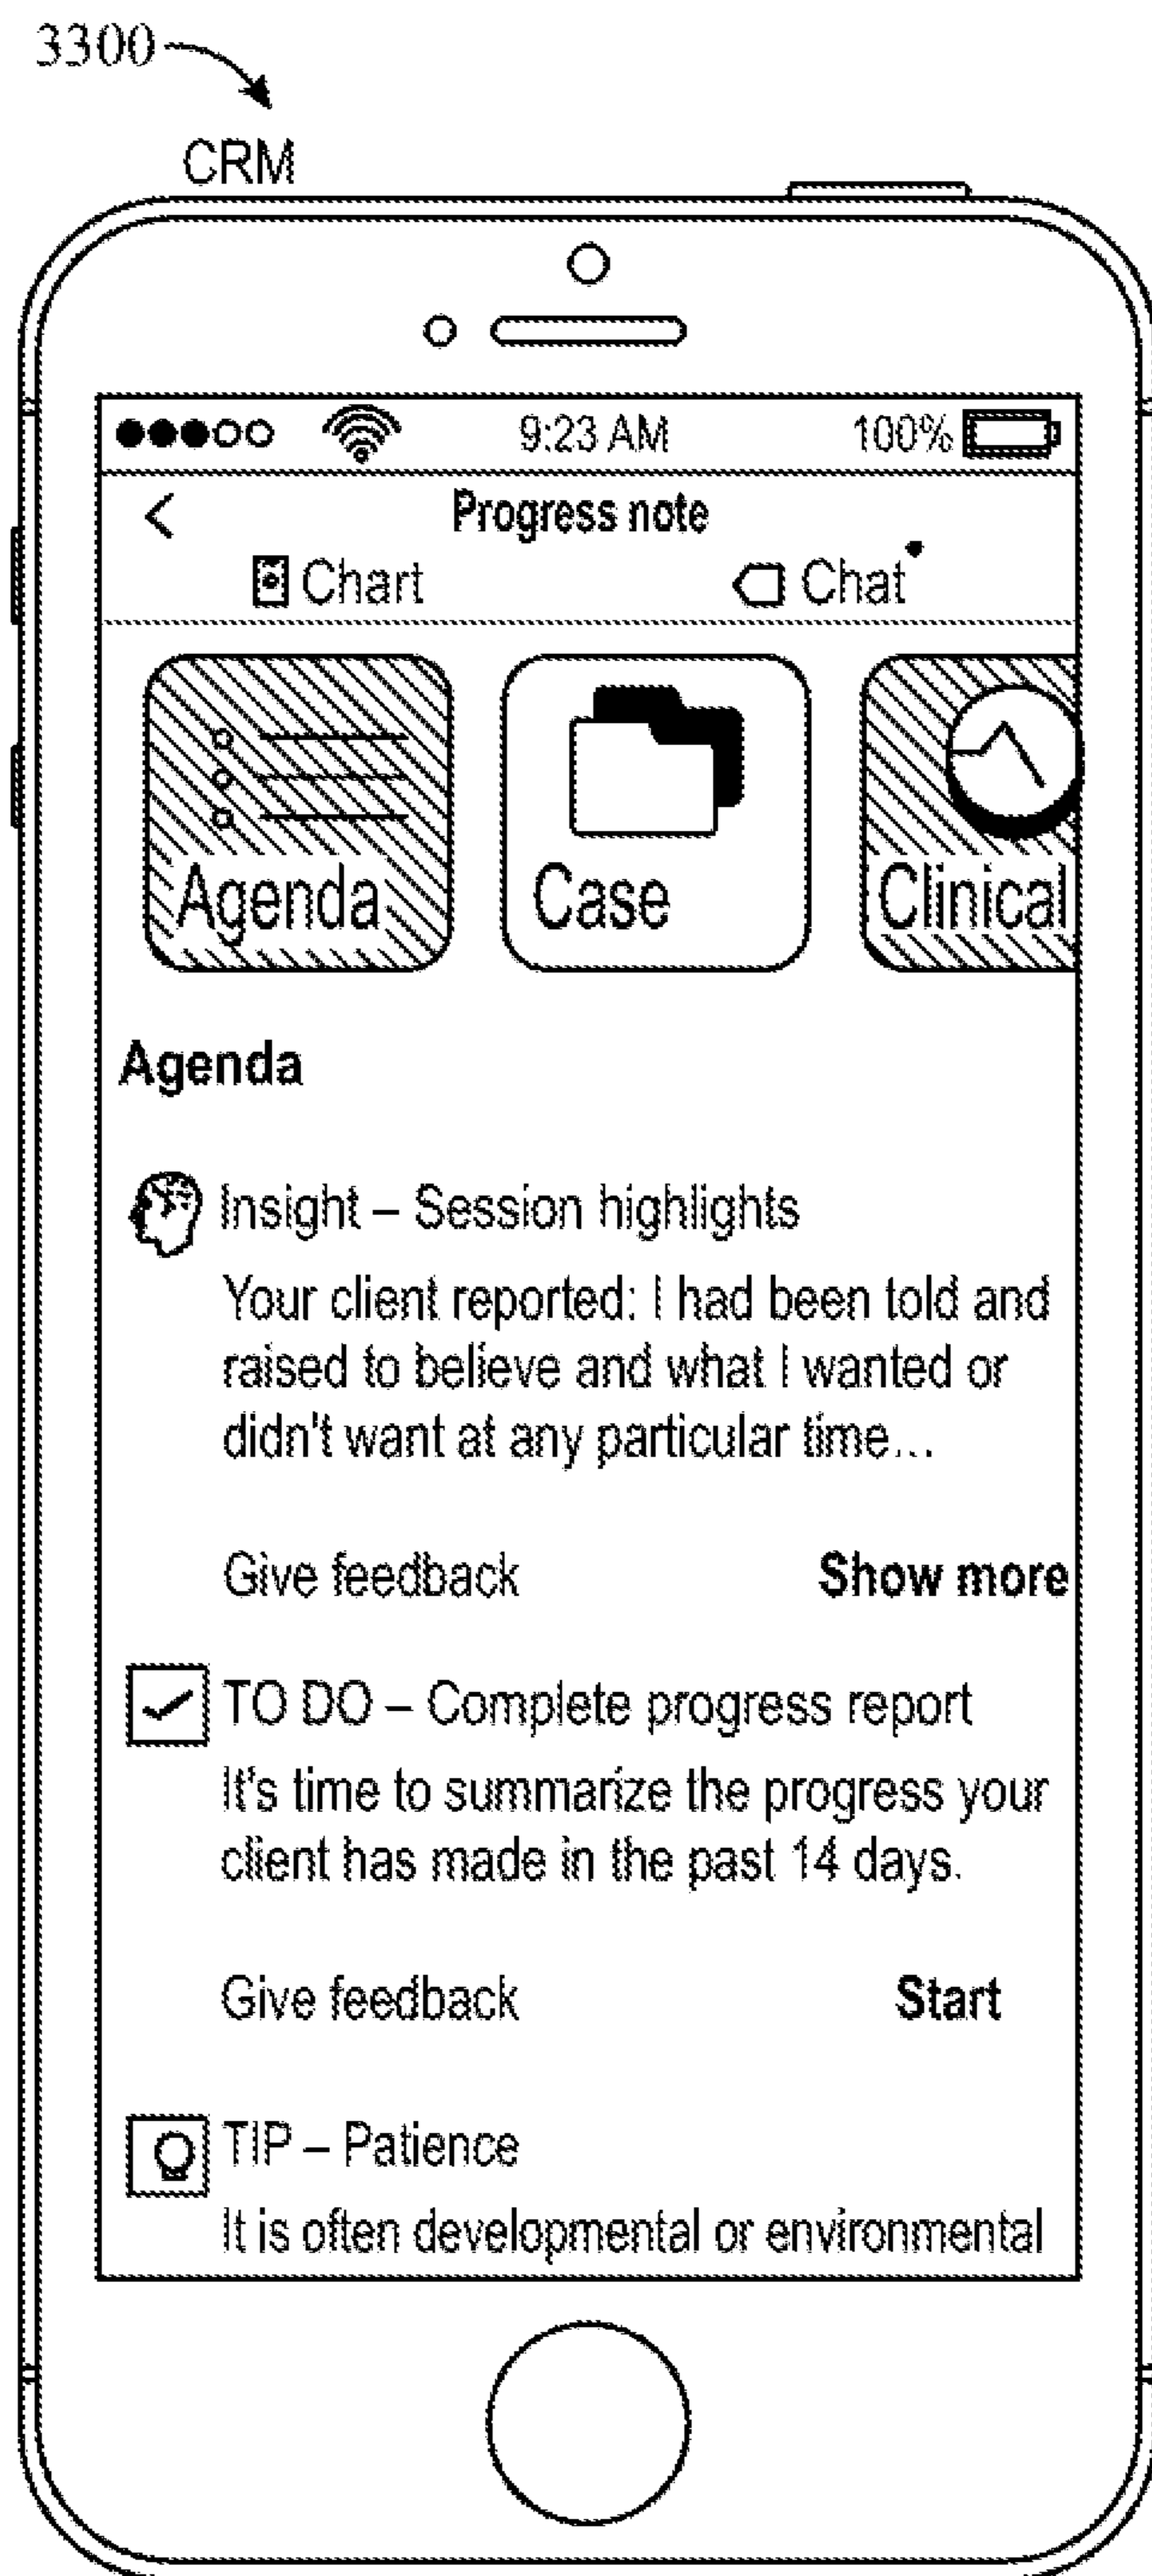 3300
CRM
9:23 AM 100%
Progress note
Chart Chat
Agenda Case Clinical
Agenda
Insight – Session highlights
Your client reported: I had been told and
raised to believe and what I wanted or
didn't want at any particular time...
Give feedback Show more
TO DO – Complete progress report
It's time to summarize the progress your
client has made in the past 14 days.
Give feedback Start
TIP – Patience
It is often developmental or environmental